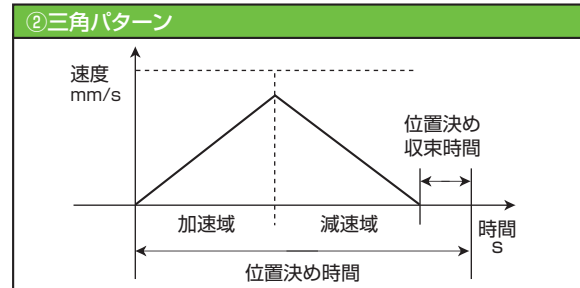 ②三角パターン
速度
mm/s
位置決め
収束時間
加速域
減速域
時間
s
位置決め時間